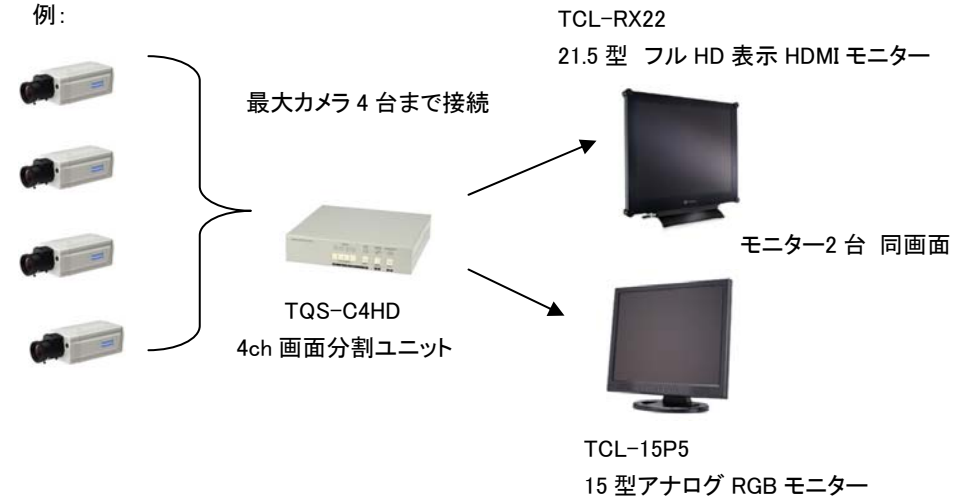 例:
TCL-RX22
21.5 型 フル HD 表示 HDMI モニター
最大カメラ 4 台まで接続
モニター2 台 同画面
TQS-C4HD
4ch 画面分割ユニット
TCL-15P5
15 型アナログ RGB モニター